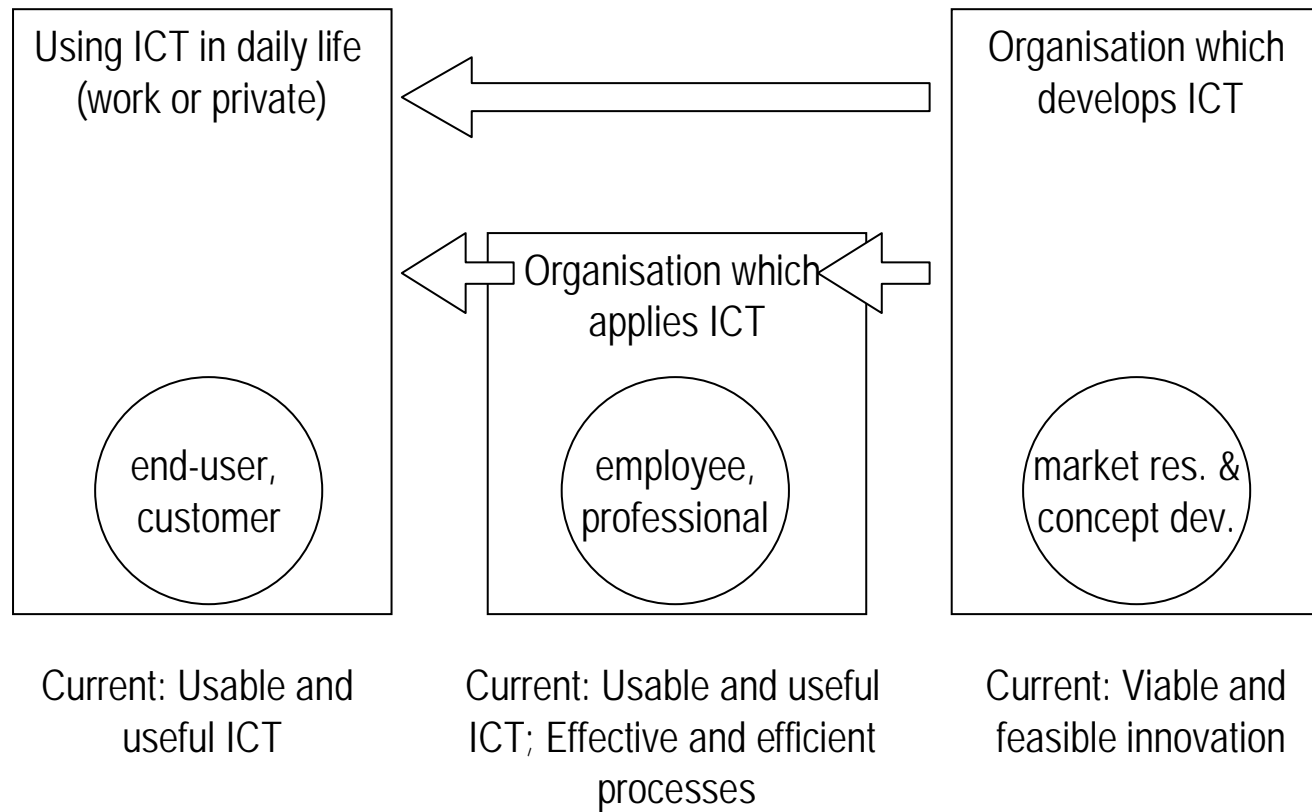 Using ICT in daily life
(work or private)
Organisation which
develops ICT
Organisation which
applies ICT
end-user,
customer
employee,
professional
market res. &
concept dev.
Current: Usable and
useful ICT
Current: Usable and useful
ICT; Effective and efficient
processes
Current: Viable and
feasible innovation